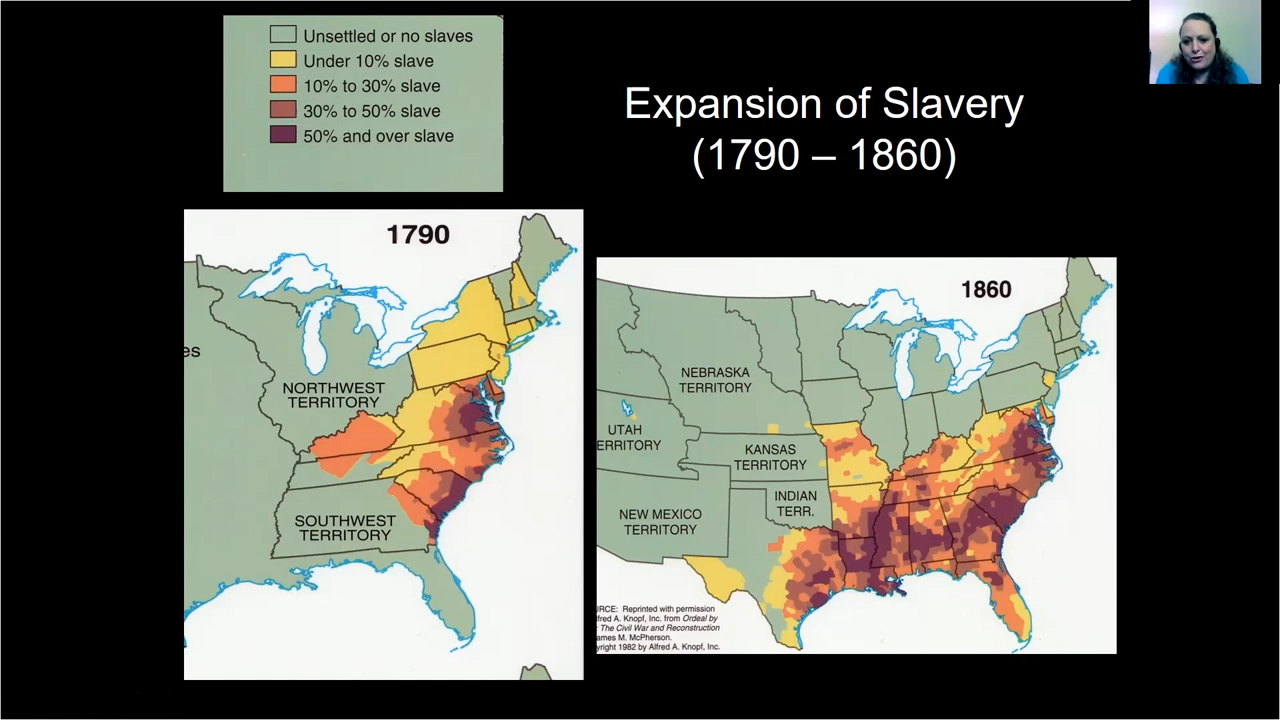 Unsettled or no slaves
Under 10% slave
10% to 30% slave
30% to 50% slave
50% and over slave
Expansion of Slavery
(1790 – 1860)
1790
es
NORTHWEST
TERRITORY
SOUTHWEST
TERRITORY
1860
NEBRASKA
TERRITORY
UTAH
ERRITORY
KANSAS
TERRITORY
INDIAN
TERR.
NEW MEXICO
TERRITORY
URCE: Reprinted with permission
lfred A. Knopf, Inc. from Ordeal by
: The Civil War and Reconstruction
ames M. McPherson.
yright 1982 by Alfred A. Knopf, Inc.